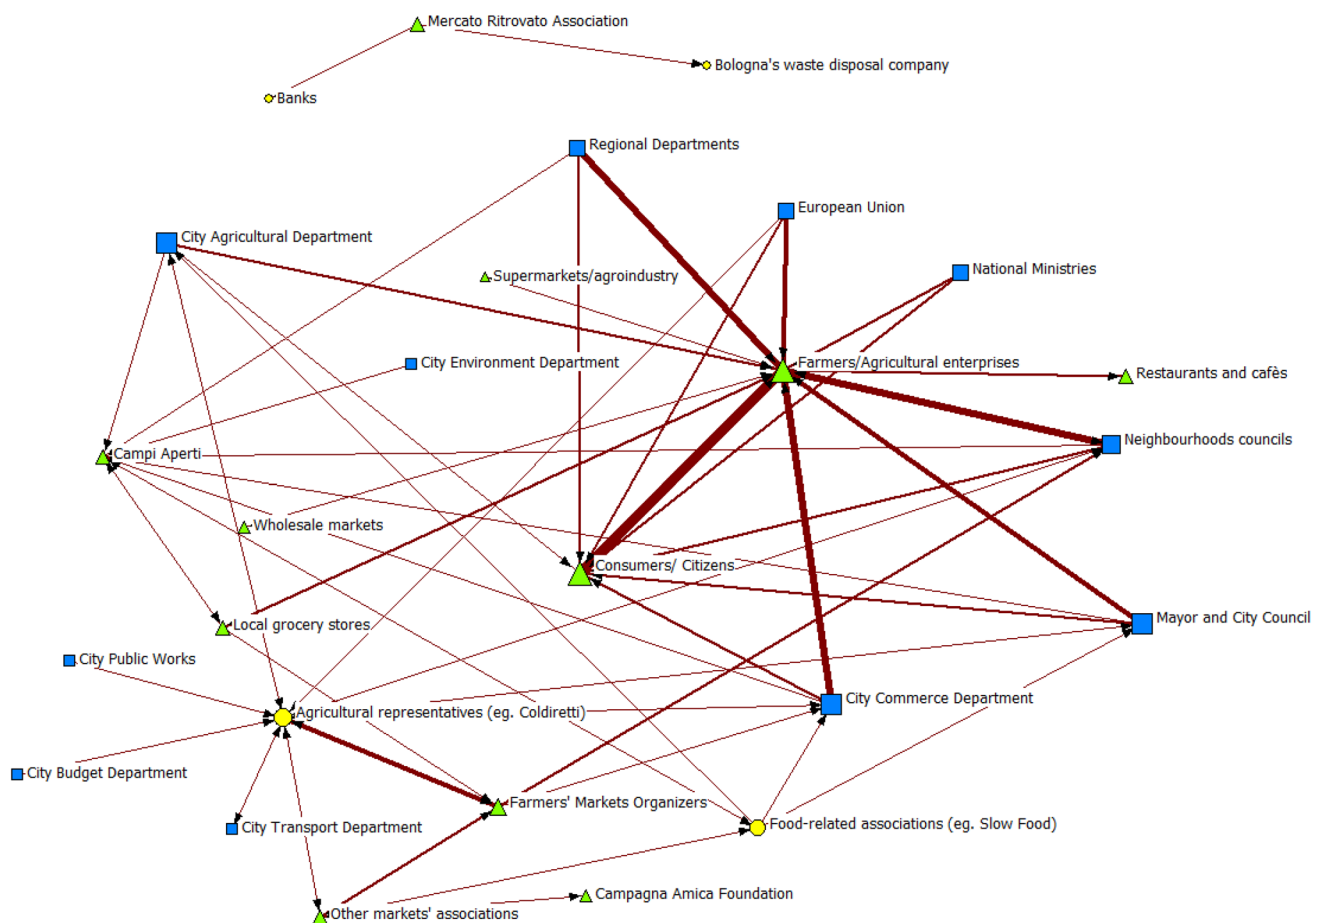 Mercato Ritrovato Association
Bologna's waste disposal company
Banks
Regional Departments
European Union
City Agricultural Department
National Ministries
Supermarkets/agroindustry
City Environment Department
Farmers/Agricultural enterprises
Restaurants and cafès
Neighbourhoods councils
Campi Aperti
Wholesale markets
Consumers/ Citizens
Mayor and City Council
Local grocery stores
City Public Works
City Commerce Department
Agricultural representatives (eg. Coldiretti)
City Budget Department
Farmers' Markets Organizers
Food-related associations (eg. Slow Food)
City Transport Department
Campagna Amica Foundation
Other markets' associations